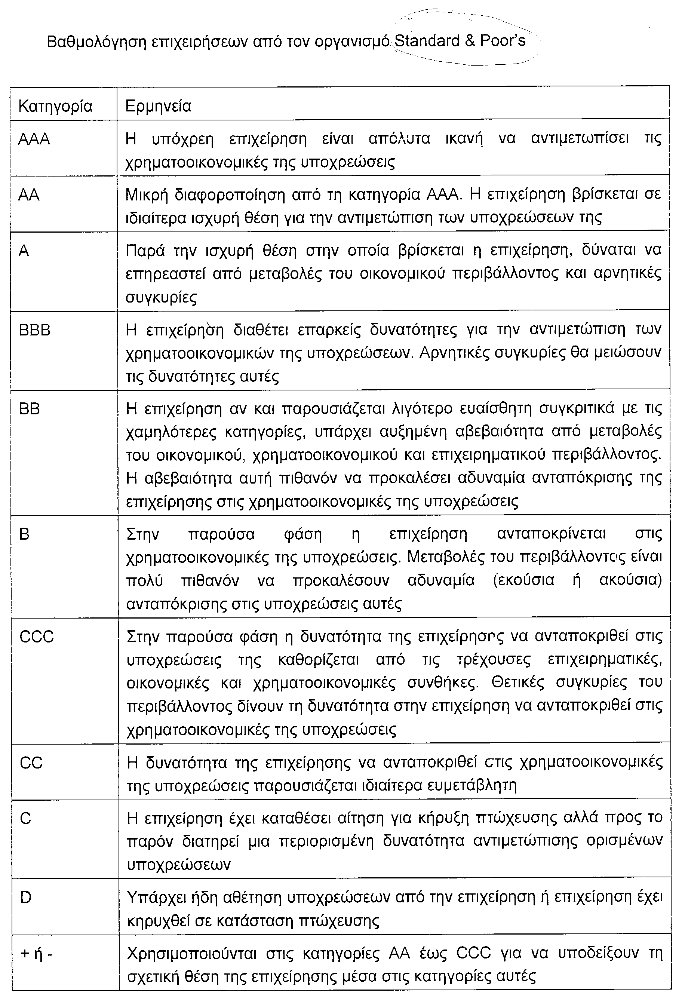 Βαθμολόγηση επιχειρήσεων από τον οργανισμό Standard & Poor's
Κατηγορία Ερμηνεία
AAA Η υπόχρεη επιχείρηση είναι απόλυτα ικανή να αντιμετωπίσει τις
χρηματοοικονομικές της υποχρεώσεις
AA Μικρή διαφοροποίηση από τη κατηγορία AAA. Η επιχείρηση βρίσκεται σε
ιδιαίτερα ισχυρή θέση για την αντιμετώπιση των υποχρεώσεων της
A Παρά την ισχυρή θέση στην οποία βρίσκεται η επιχείρηση, δύναται να
επηρεαστεί από μεταβολές του οικονομικού περιβάλλοντος και αρνητικές
συγκυρίες
BBB Η επιχείρηση διαθέτει επαρκείς δυνατότητες για την αντιμετώπιση των
χρηματοοικονομικών της υποχρεώσεων. Αρνητικές συγκυρίες θα μειώσουν
τις δυνατότητες αυτές
BB Η επιχείρηση αν και παρουσιάζεται λιγότερο ευαίσθητη συγκριτικά με τις
χαμηλότερες κατηγορίες, υπάρχει αυξημένη αβεβαιότητα από μεταβολές
του οικονομικού, χρηματοοικονομικού και επιχειρηματικού περιβάλλοντος.
Η αβεβαιότητα αυτή πιθανόν να προκαλέσει αδυναμία ανταπόκρισης της
επιχείρησης στις χρηματοοικονομικές της υποχρεώσεις
B Στην παρούσα φάση η επιχείρηση ανταποκρίνεται στις
χρηματοοικονομικές της υποχρεώσεις. Μεταβολές του περιβάλλοντος είναι
πολύ πιθανόν να προκαλέσουν αδυναμία (εκούσια ή ακούσια)
ανταπόκρισης στις υποχρεώσεις αυτές
CCC Στην παρούσα φάση η δυνατότητα της επιχείρησης να ανταποκριθεί στις
υποχρεώσεις της καθορίζεται από τις τρέχουσες επιχειρηματικές,
οικονομικές και χρηματοοικονομικές συνθήκες. Θετικές συγκυρίες του
περιβάλλοντος δίνουν τη δυνατότητα στην επιχείρηση να ανταποκριθεί στις
χρηματοοικονομικές της υποχρεώσεις
CC Η δυνατότητα της επιχείρησης να ανταποκριθεί στις χρηματοοικονομικές
της υποχρεώσεις παρουσιάζεται ιδιαίτερα ευμετάβλητη
C Η επιχείρηση έχει καταθέσει αίτηση για κήρυξη πτώχευσης αλλά προς το
παρόν διατηρεί μια περιορισμένη δυνατότητα αντιμετώπισης ορισμένων
υποχρεώσεων
D Υπάρχει ήδη αθέτηση υποχρεώσεων από την επιχείρηση ή επιχείρηση έχει
κηρυχθεί σε κατάσταση πτώχευσης
+ ή - Χρησιμοποιούνται στις κατηγορίες AA έως CCC για να υποδείξουν τη
σχετική θέση της επιχείρησης μέσα στις κατηγορίες αυτές